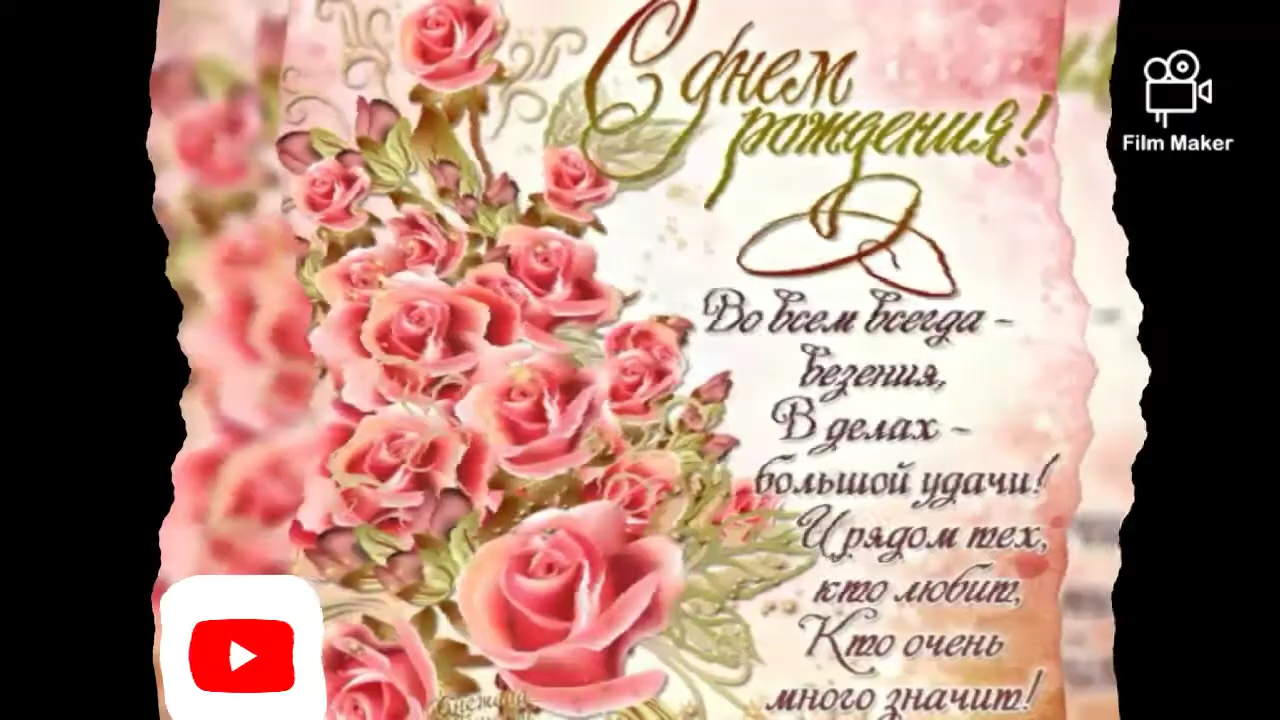 С днем
рождения!
Film Maker
Во всем всегда –
везения,
В делах –
большой удачи!
И рядом тех,
кто любит,
Кто очень
много значит!